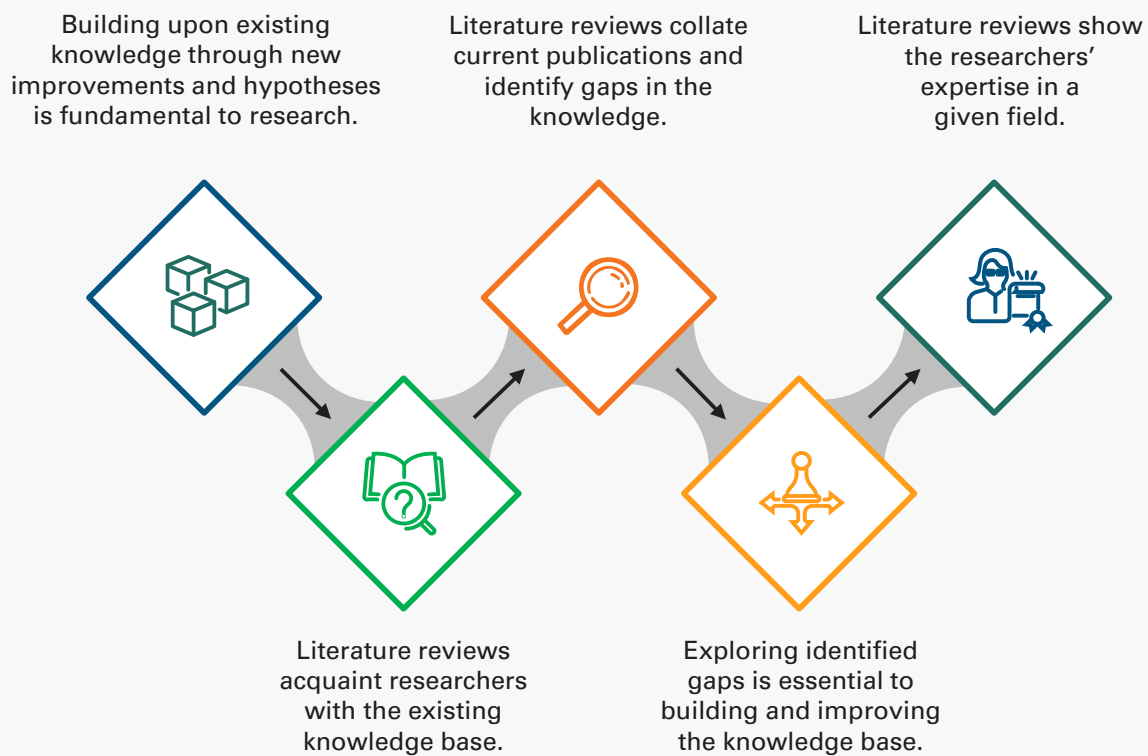 Building upon existing
knowledge through new
improvements and hypotheses
is fundamental to research.
Literature reviews
acquaint researchers
with the existing
knowledge base.
Literature reviews collate
current publications and
identify gaps in the
knowledge.
Exploring identified
gaps is essential to
building and improving
the knowledge base.
Literature reviews show
the researchers’
expertise in a
given field.
?